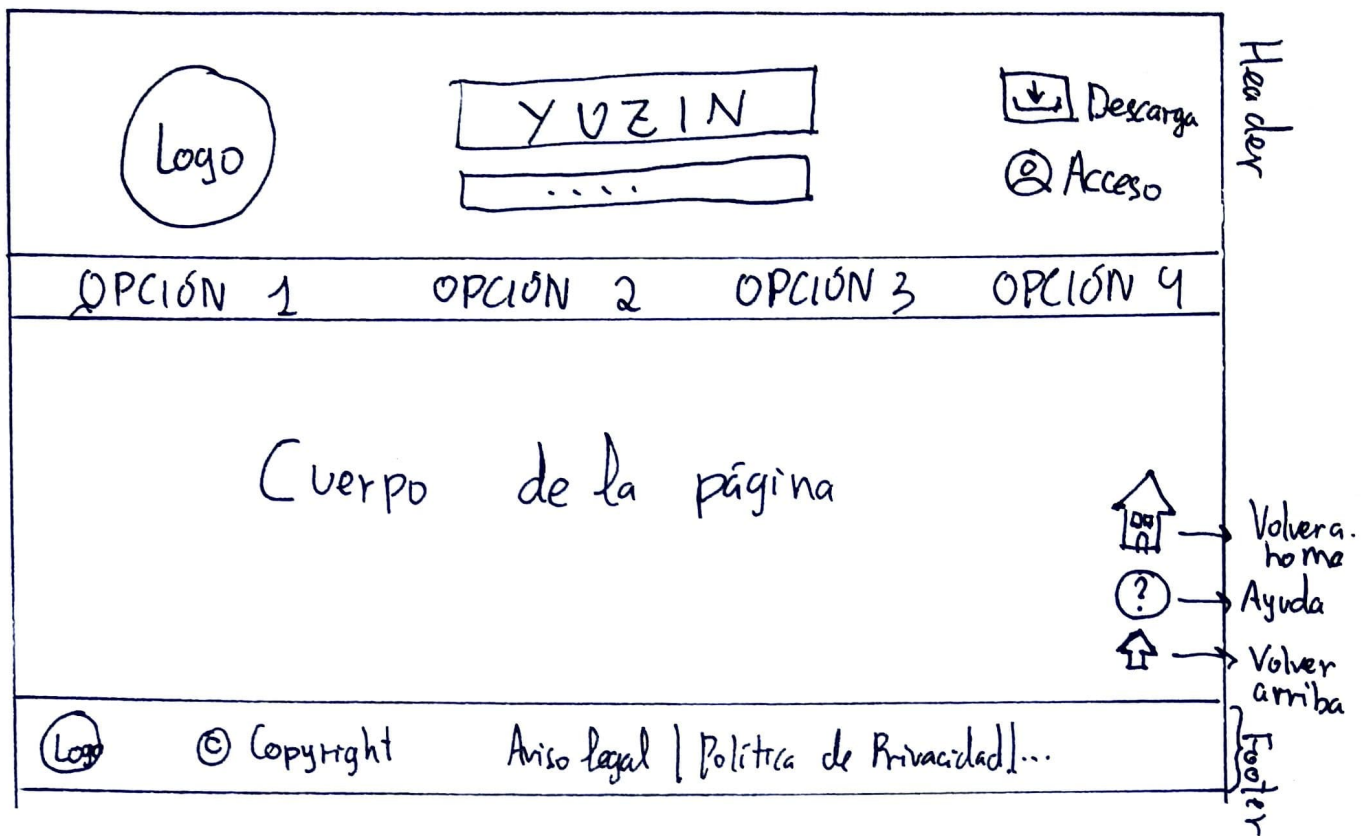 Header
Logo
YUZIN
....
Descarga
Acceso
OPCIÓN 1 OPCIÓN 2 OPCIÓN 3 OPCIÓN 4
Cuerpo de la página
Volver a
home
?
Ayuda
Volver
arriba
Logo © Copyright Aviso legal | Política de Privacidad |...
Footer